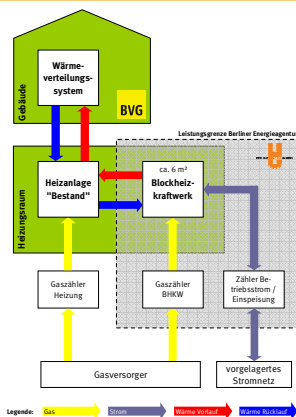 Gebäude
Wärme-
verteilungs-
system
BVG
Leistungsgrenze Berliner Energieagentur
Heizungsraum
Heizanlage
"Bestand"
ca. 6 m²
Blockheiz-
kraftwerk
Gaszähler
Heizung
Gaszähler
BHKW
Zähler Be-
triebsstrom /
Einspeisung
Gasversorger
vorgelagertes
Stromnetz
Legende:
Gas
Strom
Wärme Vorlauf
Wärme Rücklauf